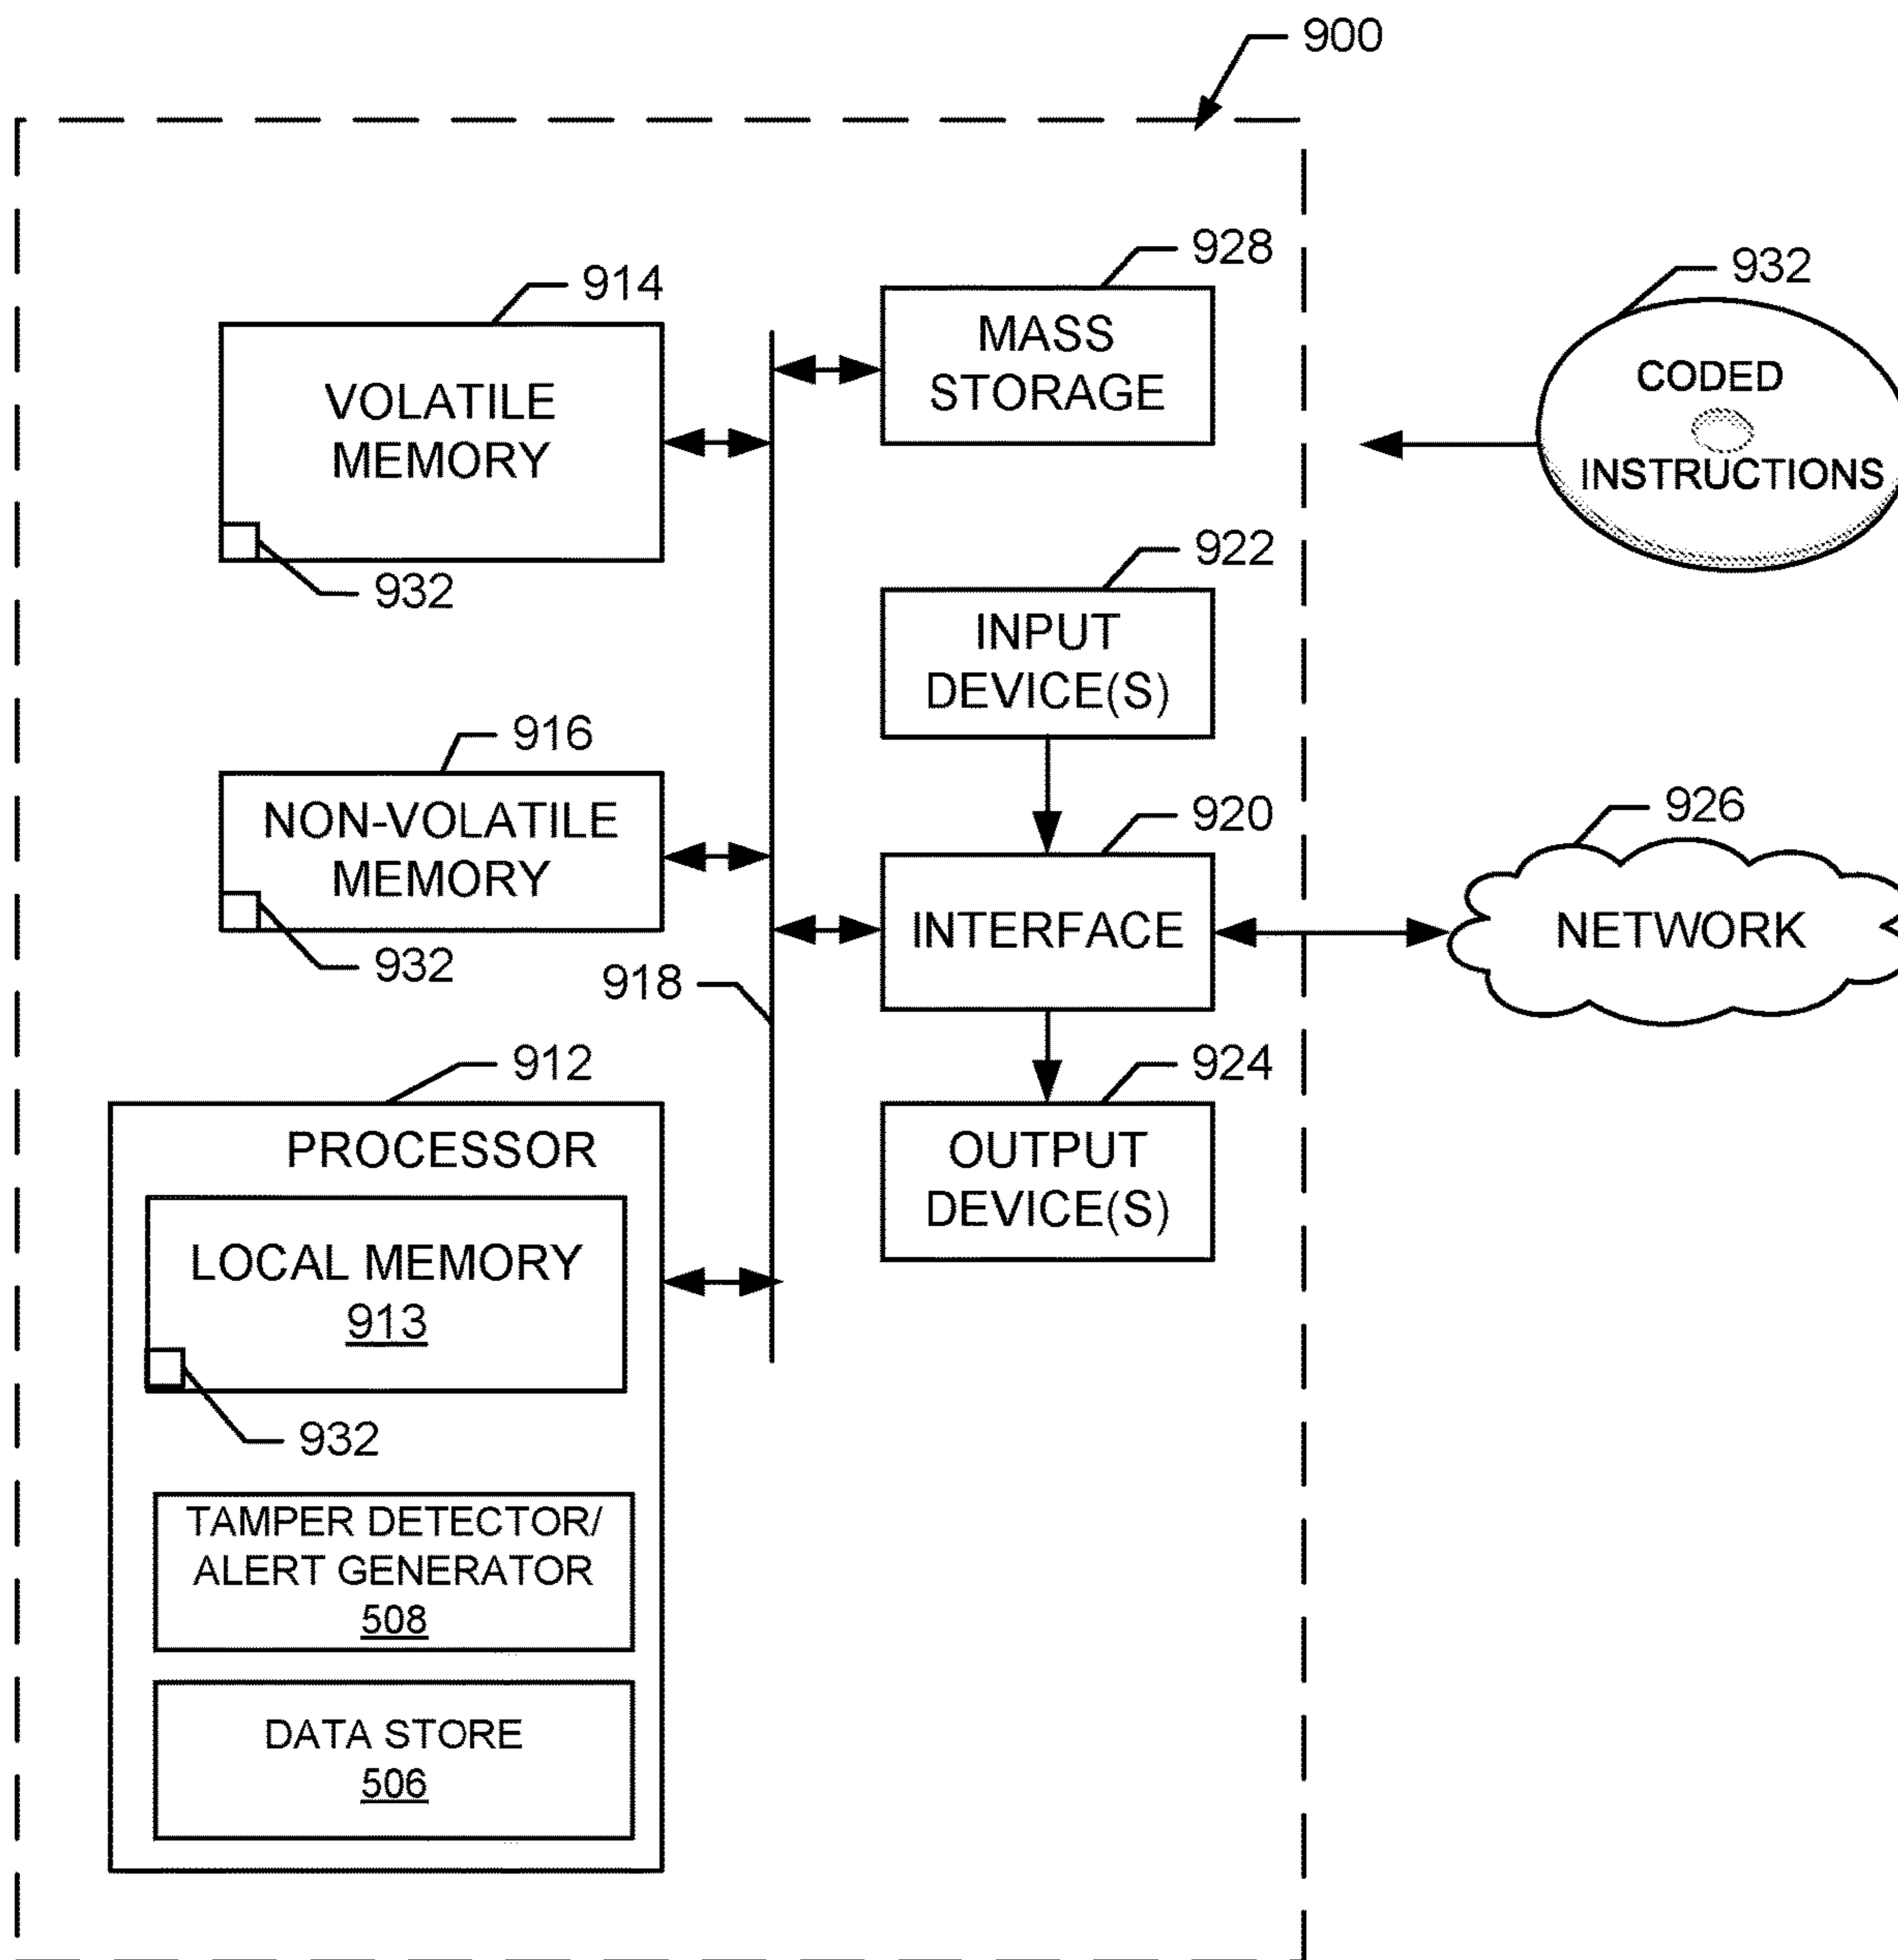 900
914
VOLATILE
MEMORY
932
928
MASS
STORAGE
932
CODED
INSTRUCTIONS
922
INPUT
DEVICE(S)
916
NON-VOLATILE
MEMORY
932
918
920
INTERFACE
926
NETWORK
912
PROCESSOR
LOCAL MEMORY
913
932
TAMPER DETECTOR/
ALERT GENERATOR
508
DATA STORE
506
924
OUTPUT
DEVICE(S)